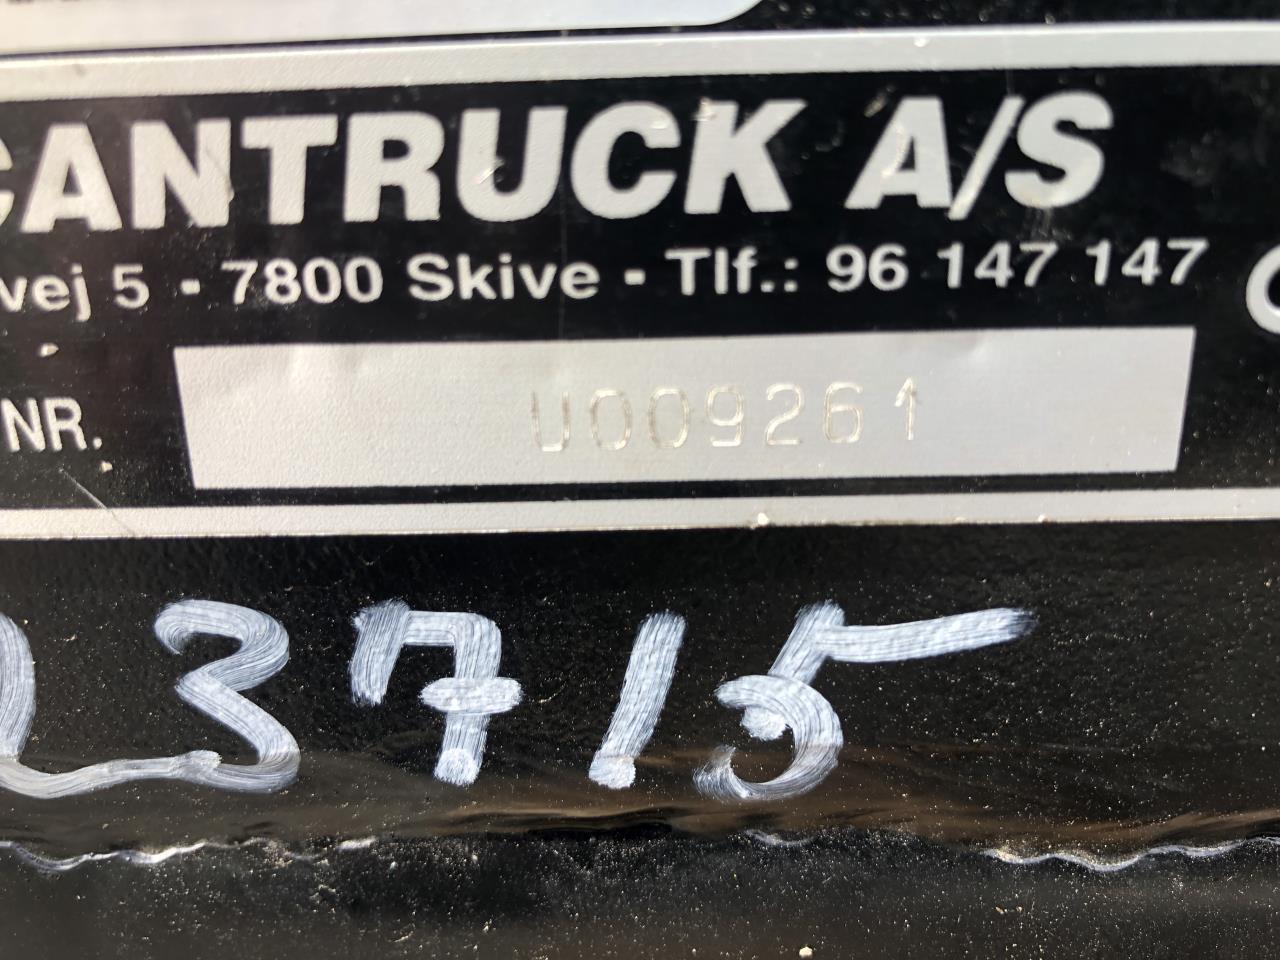 CANTRUCK A/S
vej 5 - 7800 Skive - Tlf.: 96 147 147
NR. U009261
3715